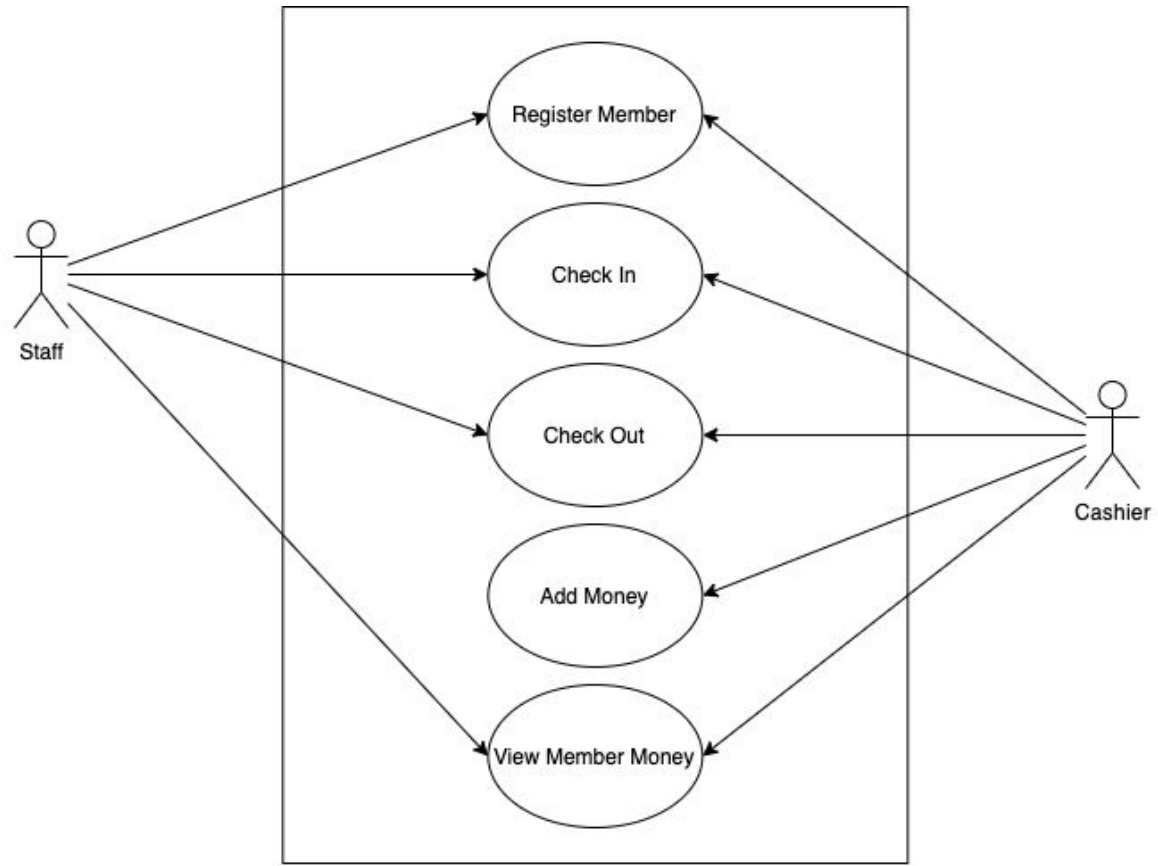 Register Member
Check In
Staff
Check Out
Cashier
Add Money
View Member Money